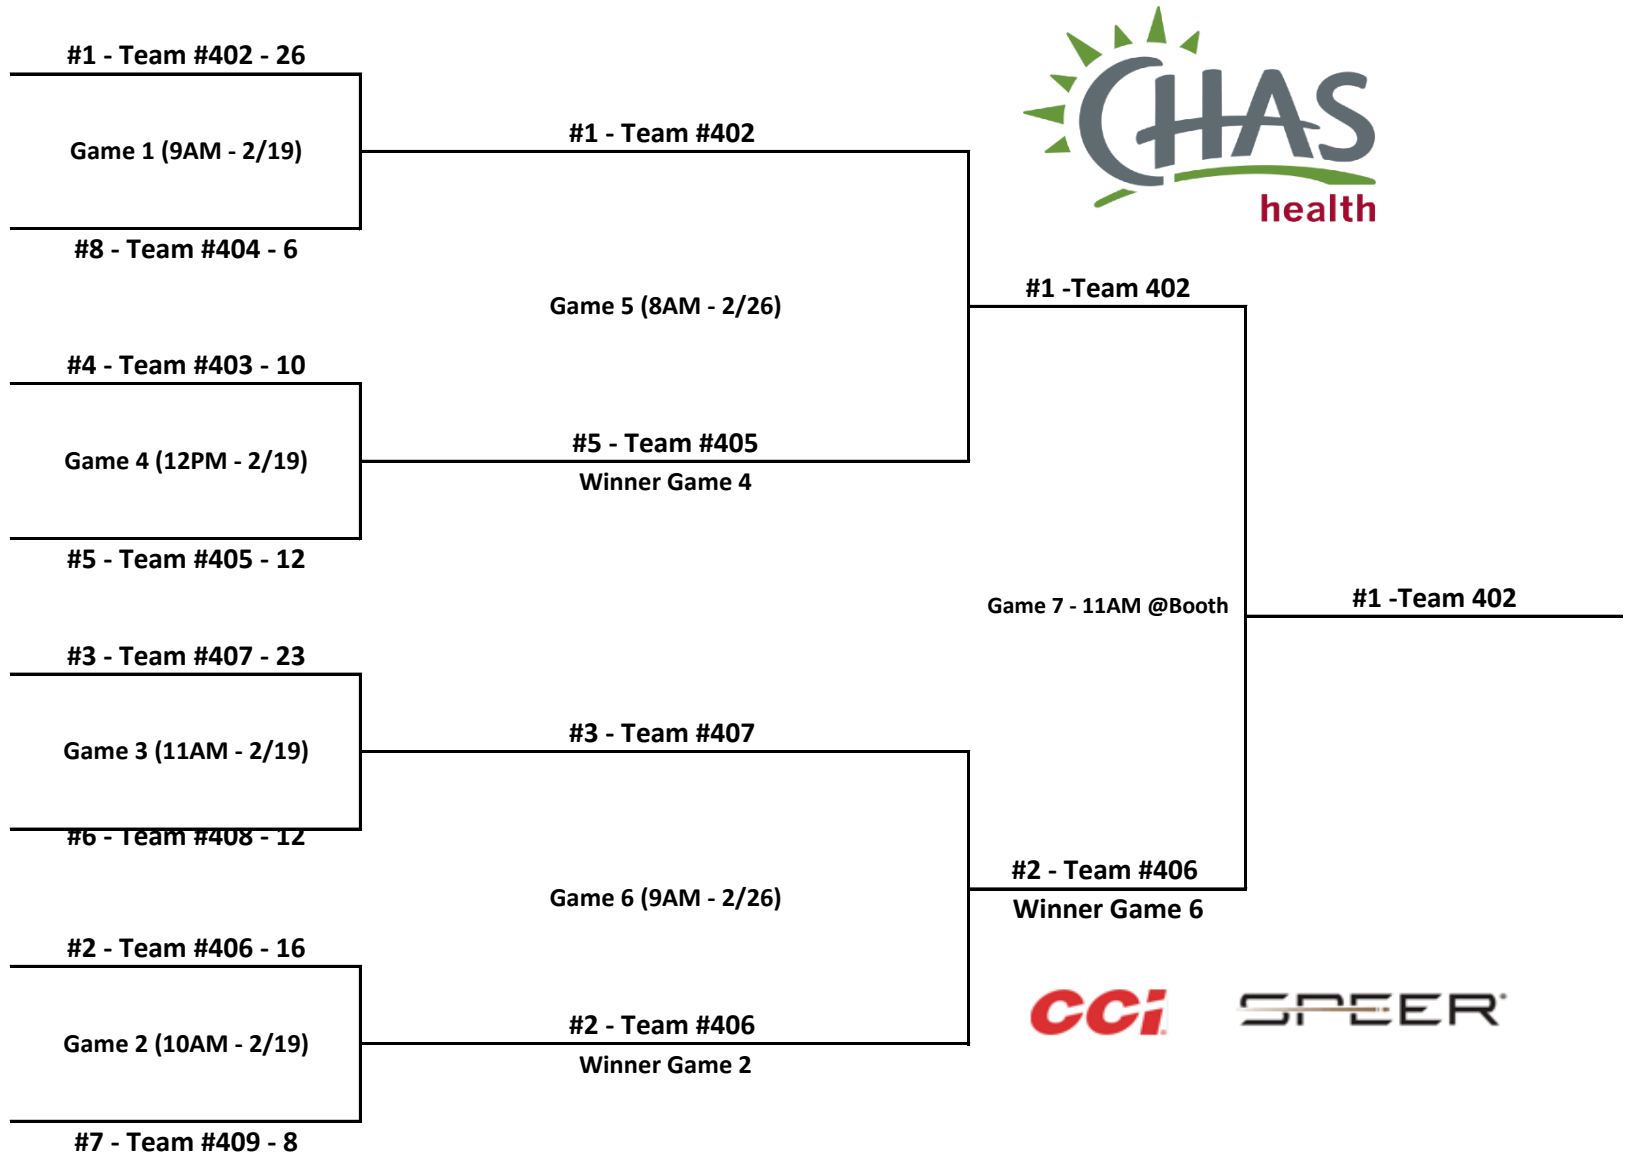 #1 - Team #402 - 26
CHAS
health
#1 - Team #402
Game 1 (9AM - 2/19)
#8 - Team #404 - 6
#1 -Team 402
Game 5 (8AM - 2/26)
#4 - Team #403 - 10
#5 - Team #405
Game 4 (12PM - 2/19)
Winner Game 4
#5 - Team #405 - 12
Game 7 - 11AM @Booth
#1 -Team 402
#3 - Team #407 - 23
#3 - Team #407
Game 3 (11AM - 2/19)
#6 - Team #408 - 12
#2 - Team #406
Game 6 (9AM - 2/26)
Winner Game 6
#2 - Team #406 - 16
CCi
SPEER
#2 - Team #406
Game 2 (10AM - 2/19)
Winner Game 2
#7 - Team #409 - 8